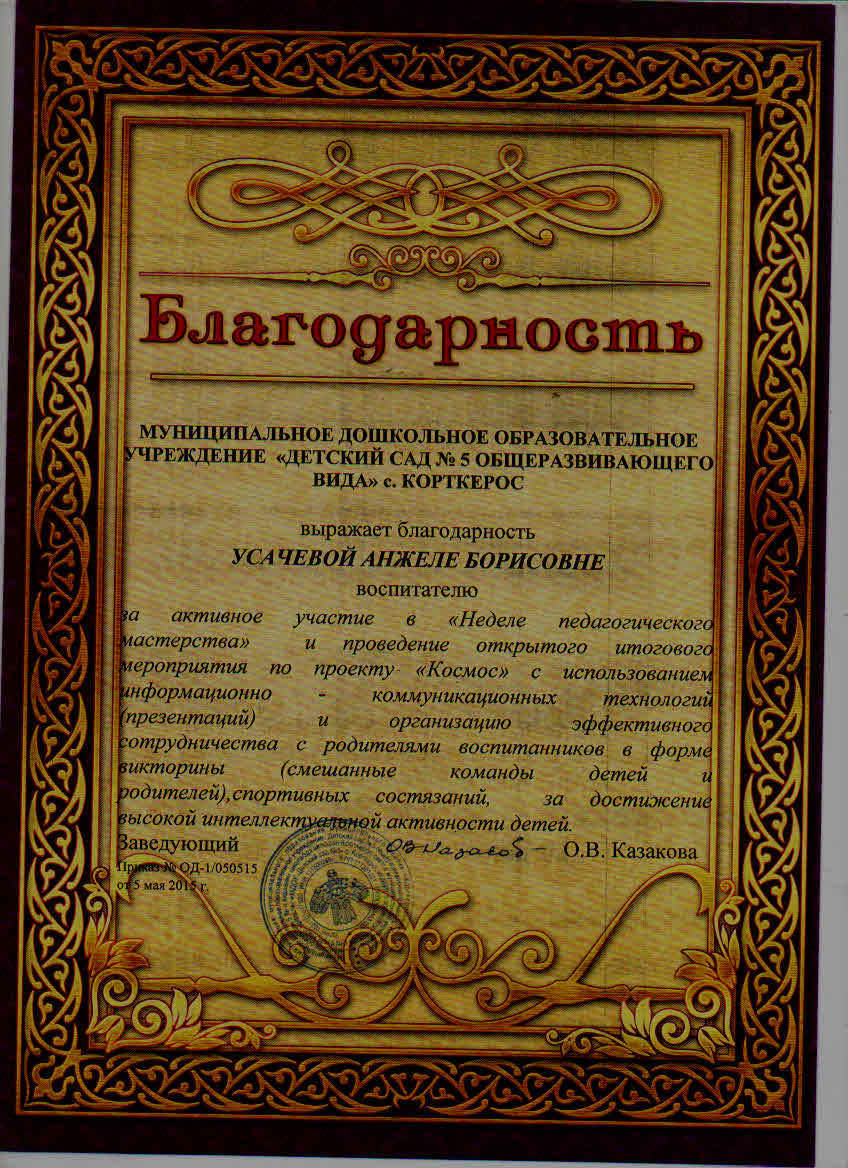 Благодарность
МУНИЦИПАЛЬНОЕ ДОШКОЛЬНОЕ ОБРАЗОВАТЕЛЬНОЕ
УЧРЕЖДЕНИЕ «ДЕТСКИЙ САД № 5 ОБЩЕРАЗВИВАЮЩЕГО
ВИДА» с. КОРТКЕРОС
выражает благодарность
УСАЧЕВОЙ АНЖЕЛЕ БОРИСОВНЕ
воспитателю
за активное участие в «Неделе педагогического
мастерства» и проведение открытого итогового
мероприятия по проекту «Космос» с использованием
информационно - коммуникационных технологий
(презентаций) и организацию эффективного
сотрудничества с родителями воспитанников в форме
викторины (смешанные команды детей и
родителей),спортивных состязаний, за достижение
высокой интеллектуальной активности детей.
Заведующий О.В. Казакова
Приказ № ОД-1/050515
от 5 мая 2015 г.